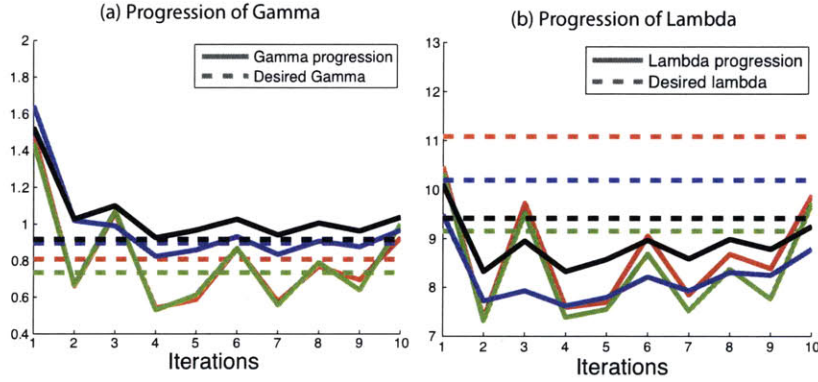 (a) Progression of Gamma
2
1.8
1.6
1.4
1.2
1
0.8
0.6
0.4
Gamma progression
Desired Gamma
1 2 3 4 5 6 7 8 9 10
Iterations
(b) Progression of Lambda
13
12
11
10
9
8
7
Lambda progression
Desired lambda
1 2 3 4 5 6 7 8 9 10
Iterations